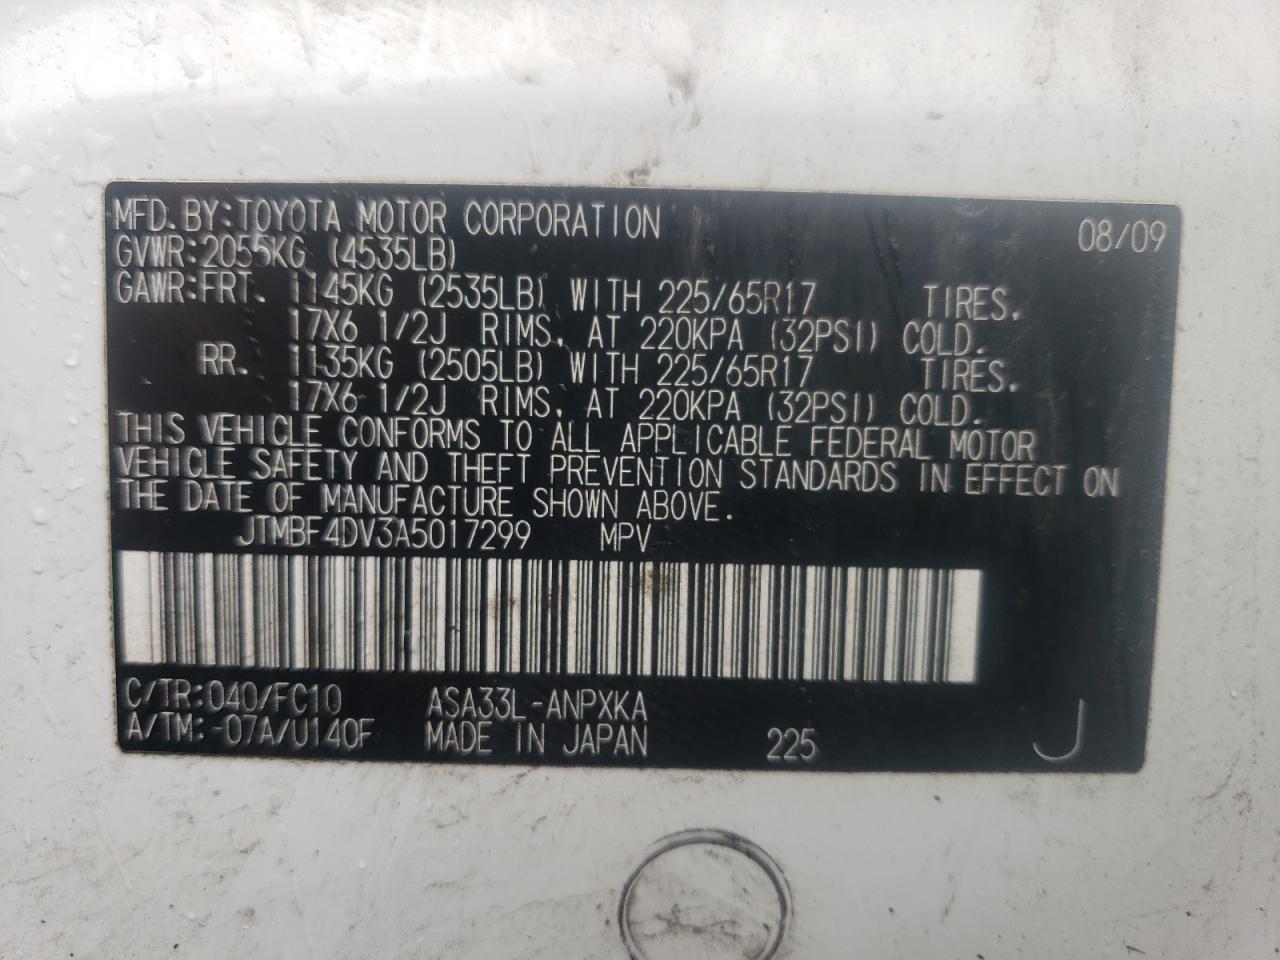 MFD. BY:TOYOTA MOTOR CORPORATION 08/09
GVWR:2055KG (4535LB)
GAWR:FRT. 1145KG (2535LB) WITH 225/65R17 TIRES.
17X6 1/2J RIMS, AT 220KPA (32PSI) COLD.
RR. 1135KG (2505LB) WITH 225/65R17 TIRES.
17X6 1/2J RIMS, AT 220KPA (32PSI) COLD.
THIS VEHICLE CONFORMS TO ALL APPLICABLE FEDERAL MOTOR
VEHICLE SAFETY AND THEFT PREVENTION STANDARDS IN EFFECT ON
THE DATE OF MANUFACTURE SHOWN ABOVE.
JTMBF4DV3A5017299 MPV
C/TR:040/FC10 ASA33L-ANPXKA
A/TM:-07A/U140F MADE IN JAPAN 225 J